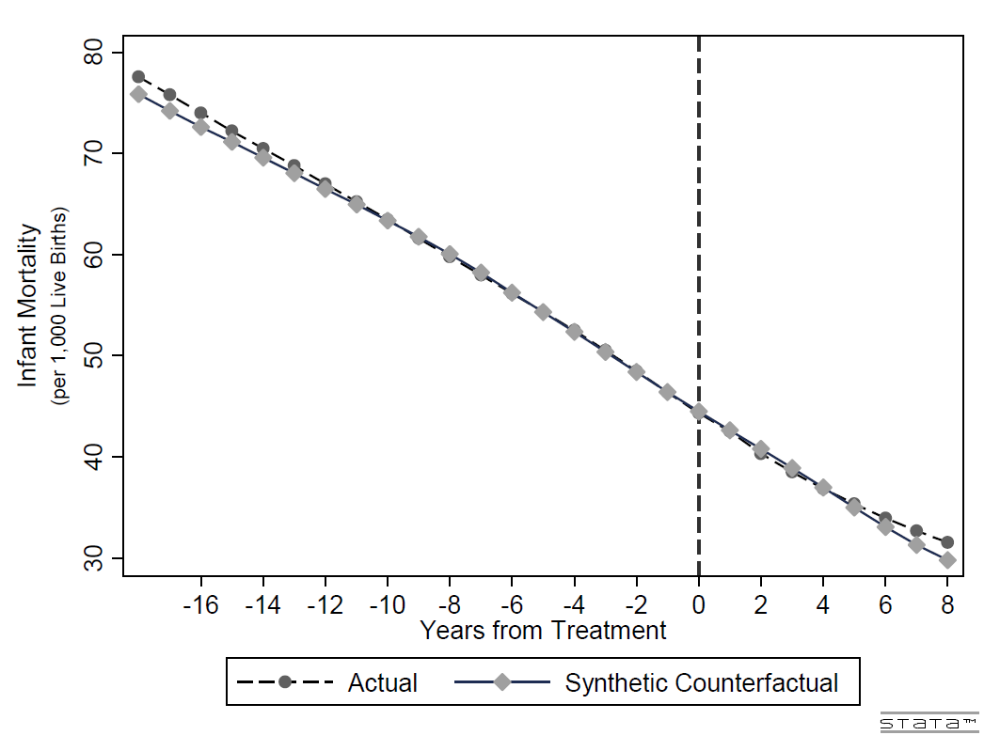 80
70
60
50
40
30
Infant Mortality
(per 1,000 Live Births)
-16 -14 -12 -10 -8 -6 -4 -2 0 2 4 6 8
Years from Treatment
Actual Synthetic Counterfactual
STATA™